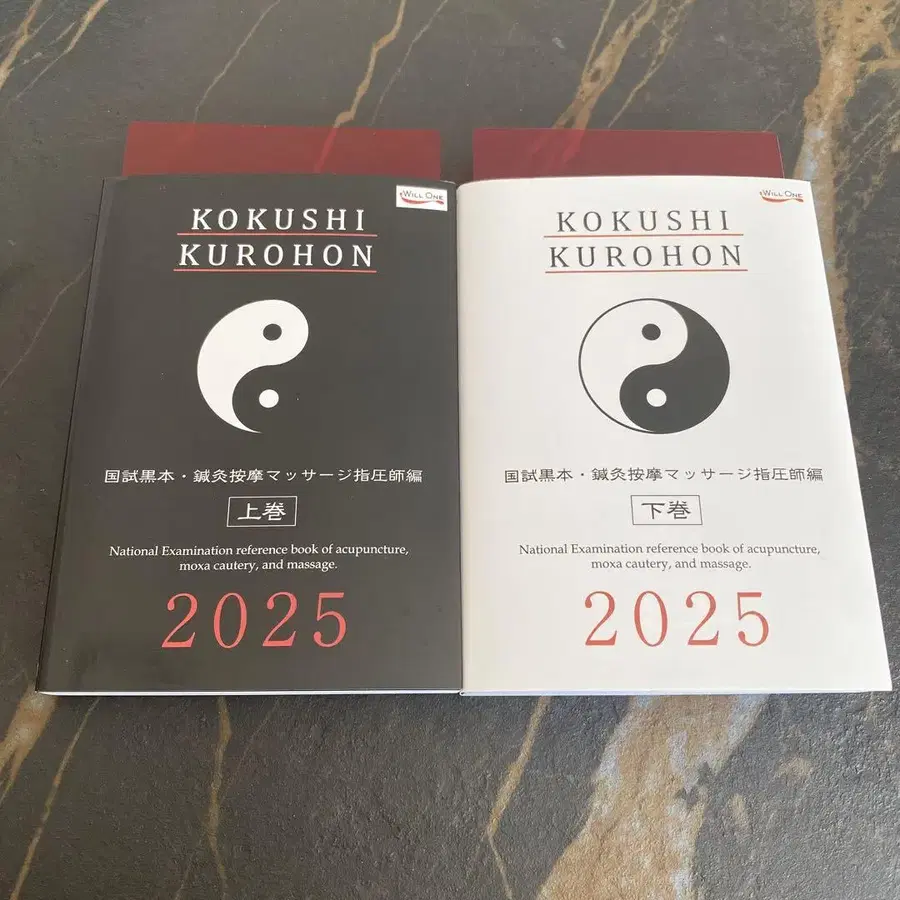 WILL ONE
KOKUSHI
KUROHON
国試黒本・鍼灸按摩マッサージ指圧師編
上巻
National Examination reference book of acupuncture,
moxa cautery, and massage.
2025
WILL ONE
KOKUSHI
KUROHON
国試黒本・鍼灸按摩マッサージ指圧師編
下巻
National Examination reference book of acupuncture,
moxa cautery, and massage.
2025